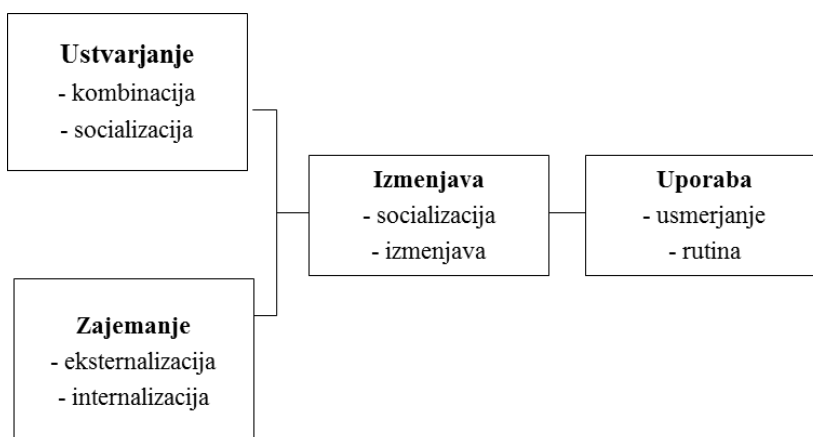 Ustvarjanje
- kombinacija
- socializacija
Zajemanje
- eksternalizacija
- internalizacija
Izmenjava
- socializacija
- izmenjava
Uporaba
- usmerjanje
- rutina